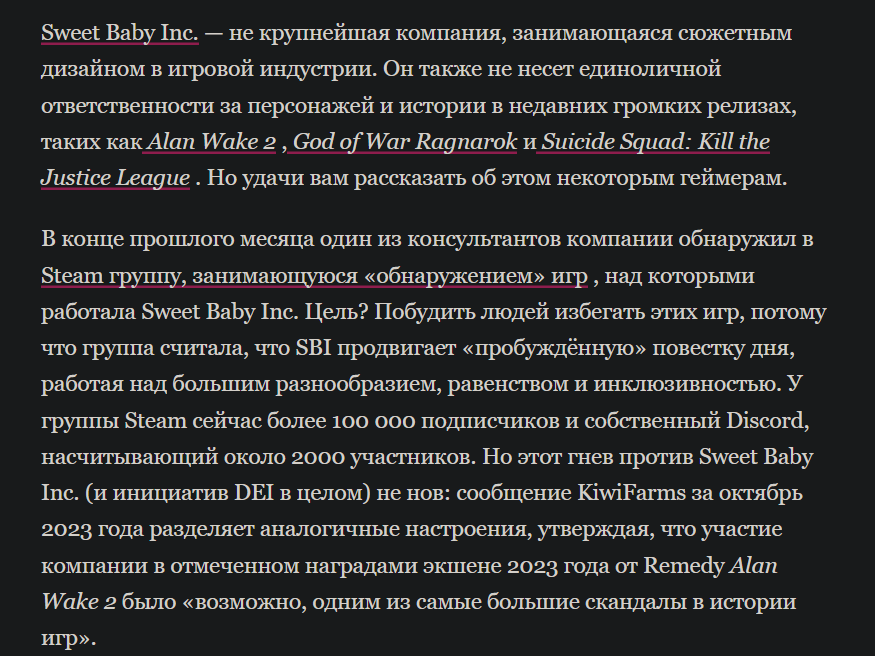 Sweet Baby Inc. — не крупнейшая компания, занимающаяся сюжетным
дизайном в игровой индустрии. Он также не несет единоличной
ответственности за персонажей и истории в недавних громких релизах,
таких как Alan Wake 2 , God of War Ragnarok и Suicide Squad: Kill the
Justice League . Но удачи вам рассказать об этом некоторым геймерам.
В конце прошлого месяца один из консультантов компании обнаружил в
Steam группу, занимающуюся «обнаружением» игр , над которыми
работала Sweet Baby Inc. Цель? Побудить людей избегать этих игр, потому
что группа считала, что SBI продвигает «пробуждённую» повестку дня,
работая над большим разнообразием, равенством и инклюзивностью. У
группы Steam сейчас более 100 000 подписчиков и собственный Discord,
насчитывающий около 2000 участников. Но этот гнев против Sweet Baby
Inc. (и инициатив DEI в целом) не нов: сообщение KiwiFarms за октябрь
2023 года разделяет аналогичные настроения, утверждая, что участие
компании в отмеченном наградами экшене 2023 года от Remedy Alan
Wake 2 было «возможно, одним из самые большие скандалы в истории
игр».